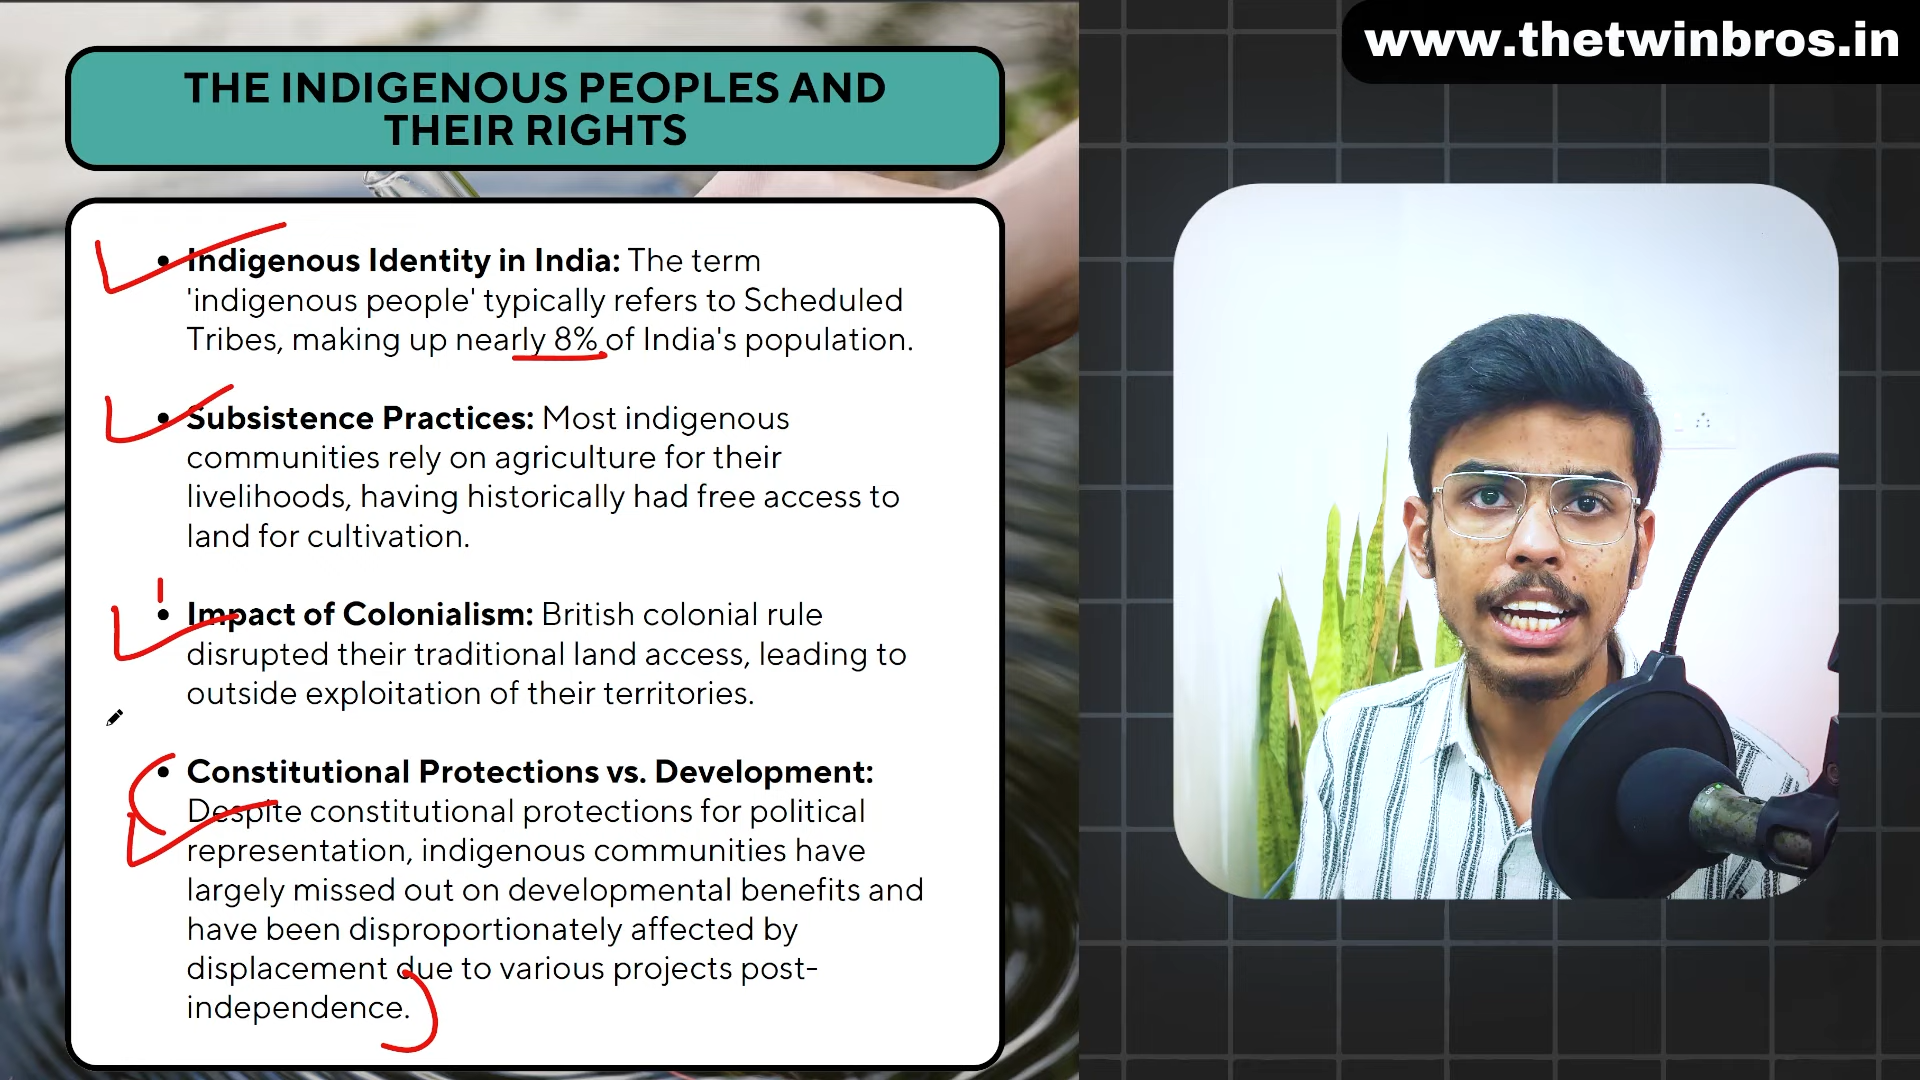 www.thetwinbros.in
THE INDIGENOUS PEOPLES AND
THEIR RIGHTS
• Indigenous Identity in India: The term
'indigenous people' typically refers to Scheduled
Tribes, making up nearly 8% of India's population.
• Subsistence Practices: Most indigenous
communities rely on agriculture for their
livelihoods, having historically had free access to
land for cultivation.
• Impact of Colonialism: British colonial rule
disrupted their traditional land access, leading to
outside exploitation of their territories.
• Constitutional Protections vs. Development:
Despite constitutional protections for political
representation, indigenous communities have
largely missed out on developmental benefits and
have been disproportionately affected by
displacement due to various projects post-
independence.